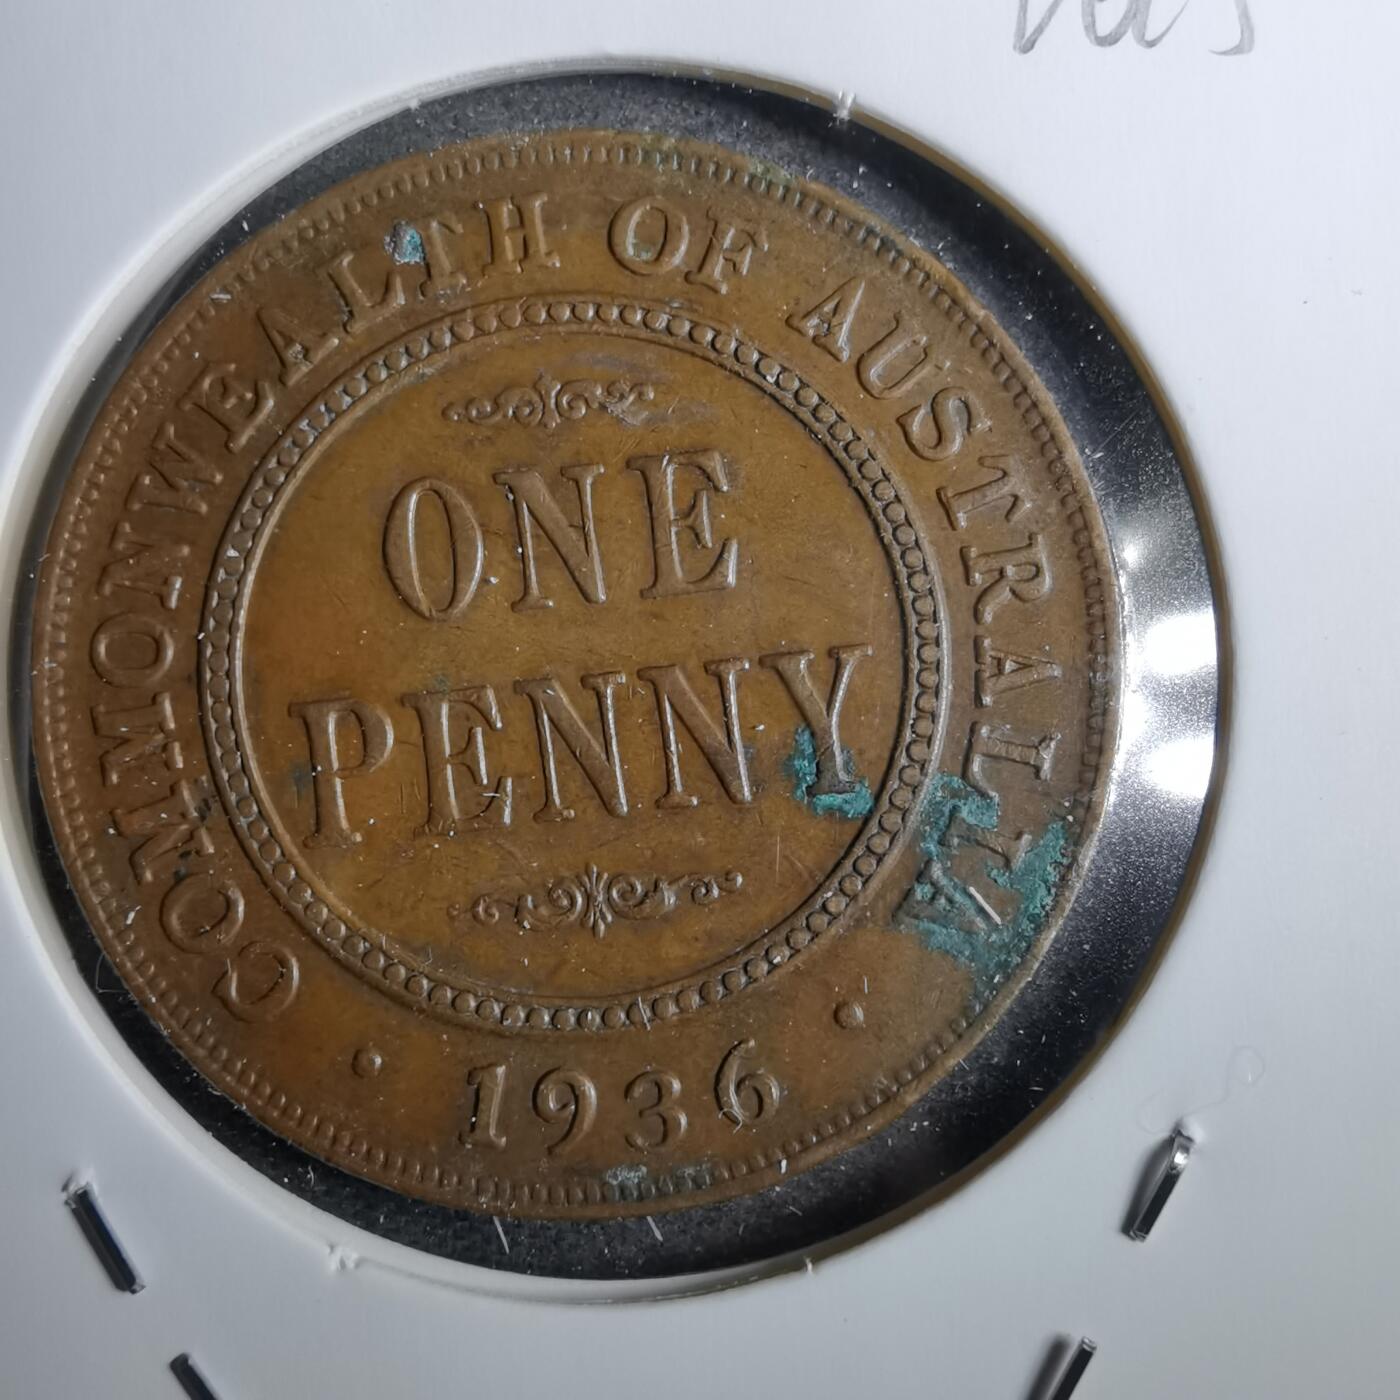 COMMONWEALTH OF AUSTRALIA
ONE
PENNY
· 1936 ·